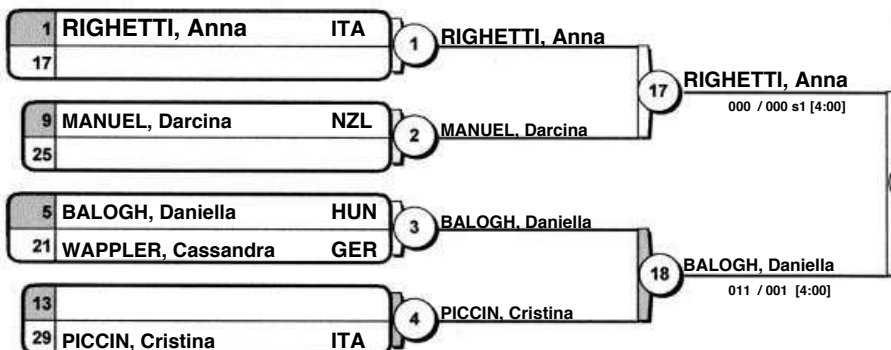 1 RIGHETTI, Anna ITA
17
1
RIGHETTI, Anna
9 MANUEL, Darcina NZL
25
2
MANUEL, Darcina
17
RIGHETTI, Anna
000 / 000 s1 [4:00]
5 BALOGH, Daniella HUN
21 WAPPLER, Cassandra GER
3
BALOGH, Daniella
13
29 PICCIN, Cristina ITA
4
PICCIN, Cristina
18
BALOGH, Daniella
011 / 001 [4:00]